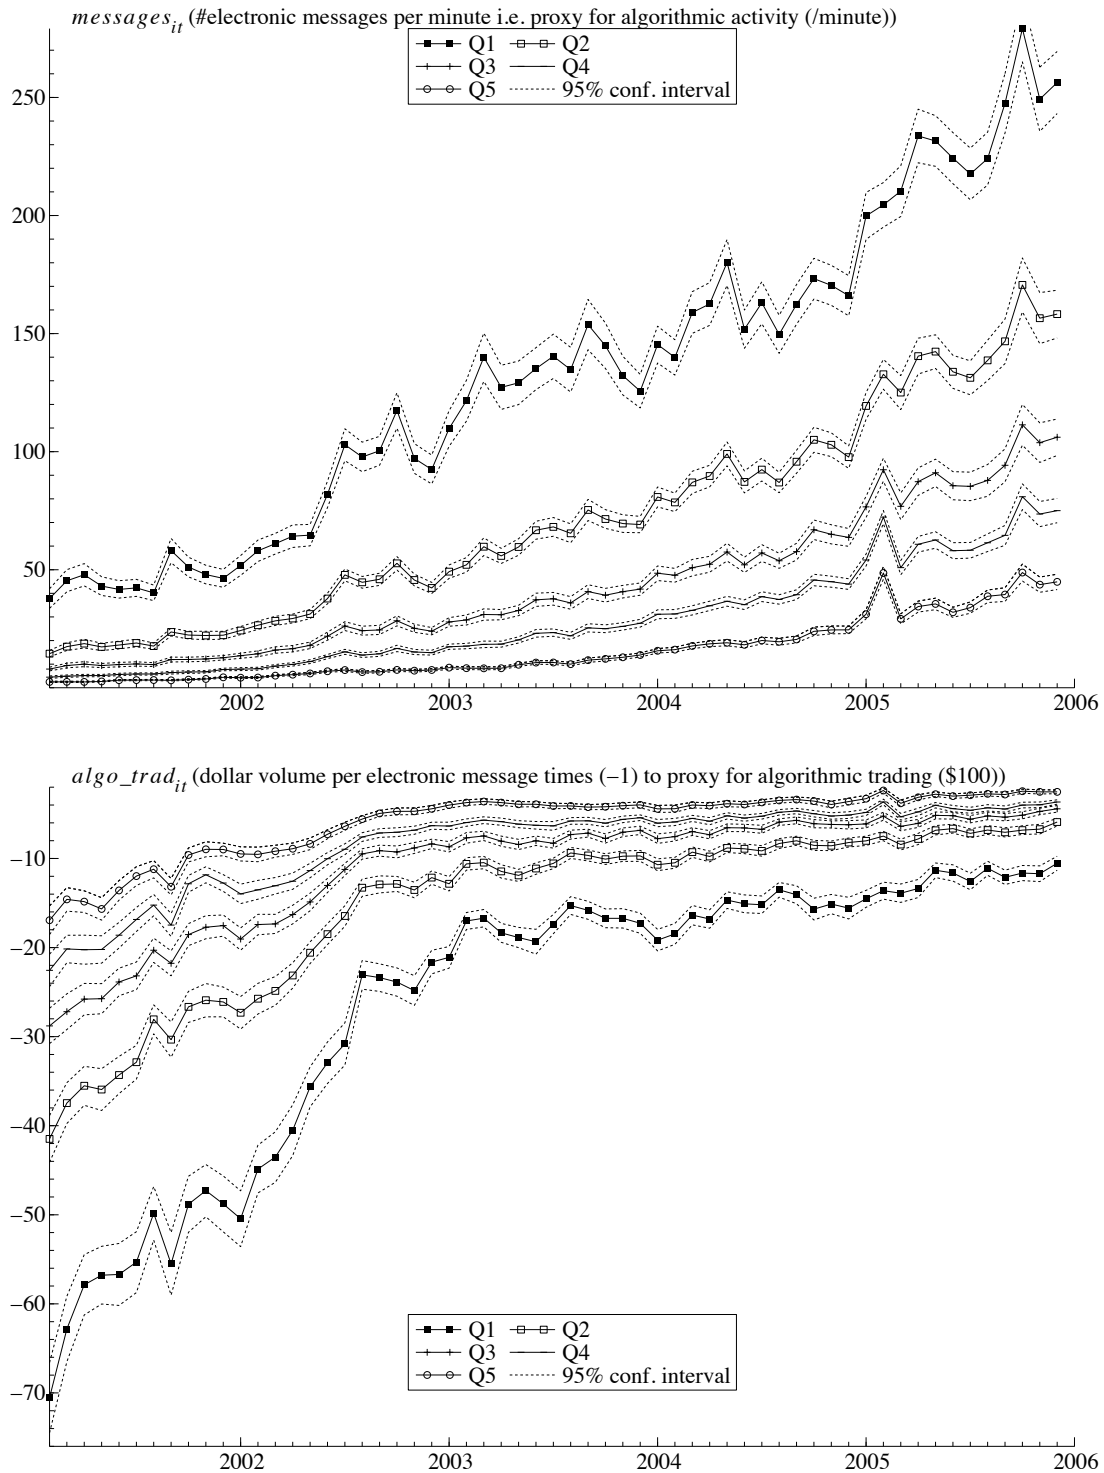 messages_it (#electronic messages per minute i.e. proxy for algorithmic activity (/minute))
Q1 Q2
Q3 Q4
Q5 95% conf. interval
250
200
150
100
50
2002 2003 2004 2005 2006
algo_trad_it (dollar volume per electronic message times (–1) to proxy for algorithmic trading ($100))
–10
–20
–30
–40
–50
–60
Q1 Q2
Q3 Q4
Q5 95% conf. interval
–70
2002 2003 2004 2005 2006